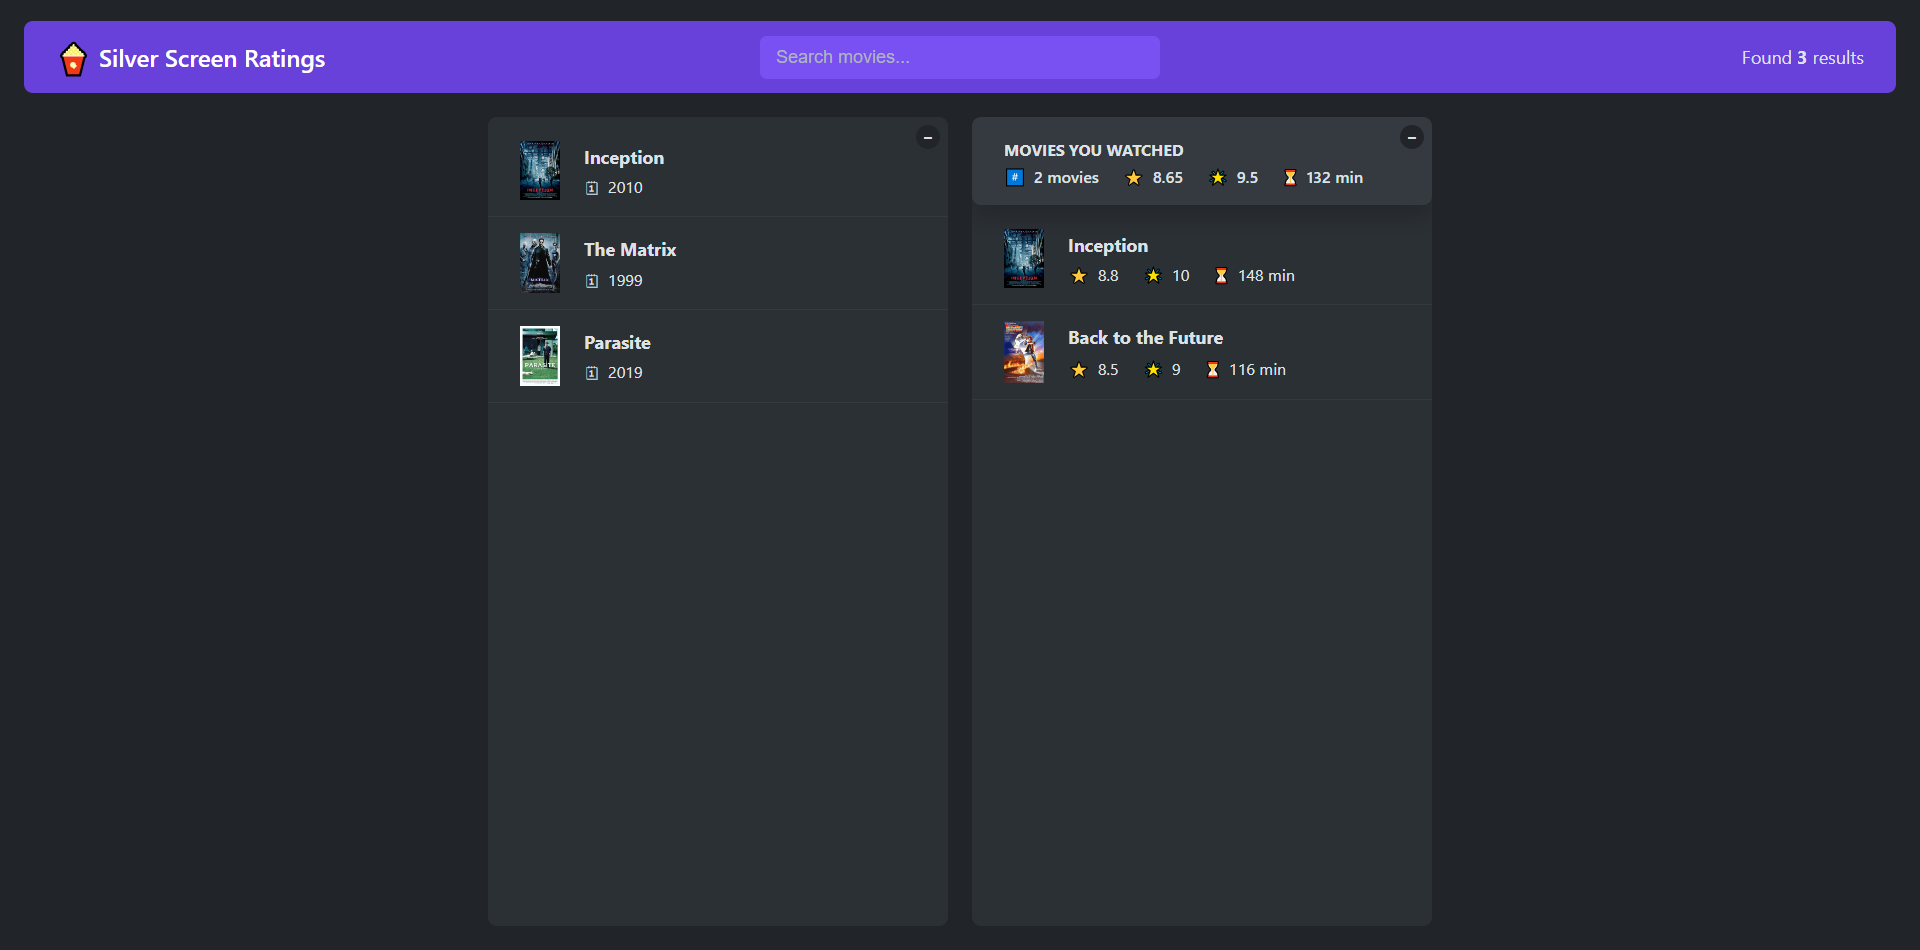 Silver Screen Ratings
Search movies...
Found 3 results
Inception
2010
The Matrix
1999
PARASITE
Parasite
2019
MOVIES YOU WATCHED
# 2 movies 8.65 9.5 132 min
INCEPTION
Inception
8.8 10 148 min
Back to the Future
8.5 9 116 min